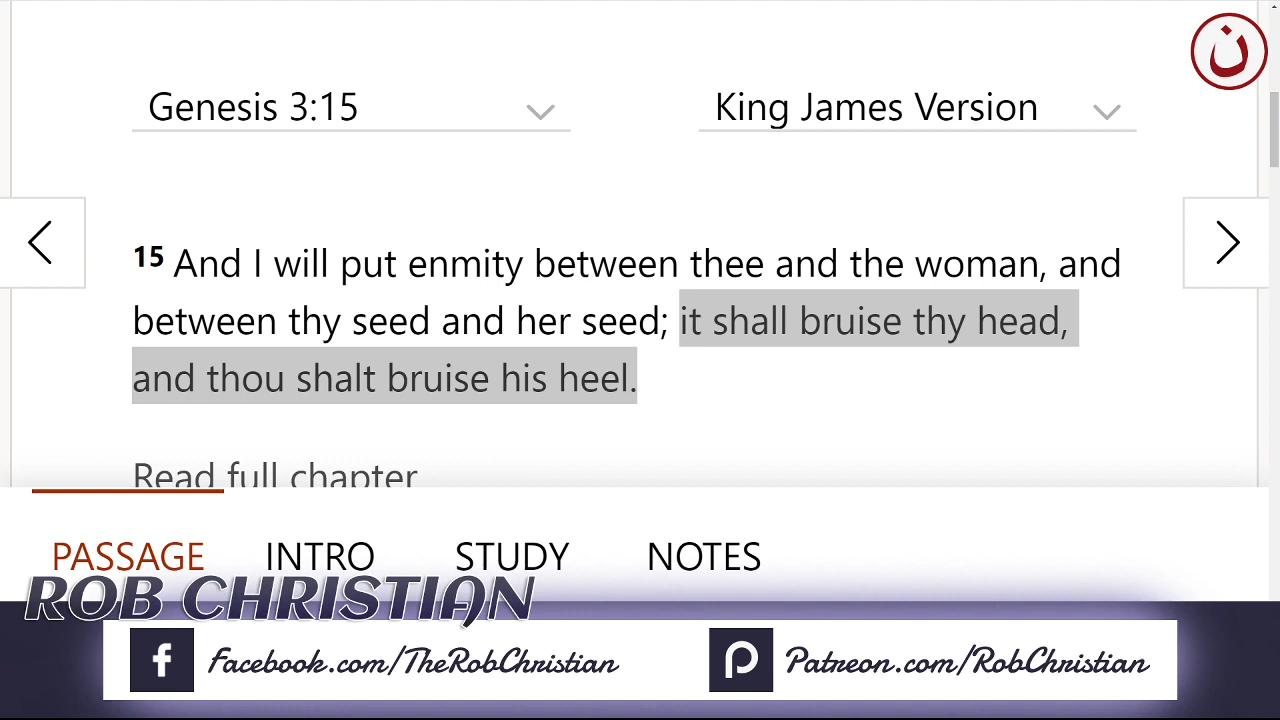 ن
Genesis 3:15
King James Version
15 And I will put enmity between thee and the woman, and
between thy seed and her seed; it shall bruise thy head,
and thou shalt bruise his heel.
Read full chapter
PASSAGE INTRO STUDY NOTES
ROB CHRISTIAN
Facebook.com/TheRobChristian
Patreon.com/RobChristian